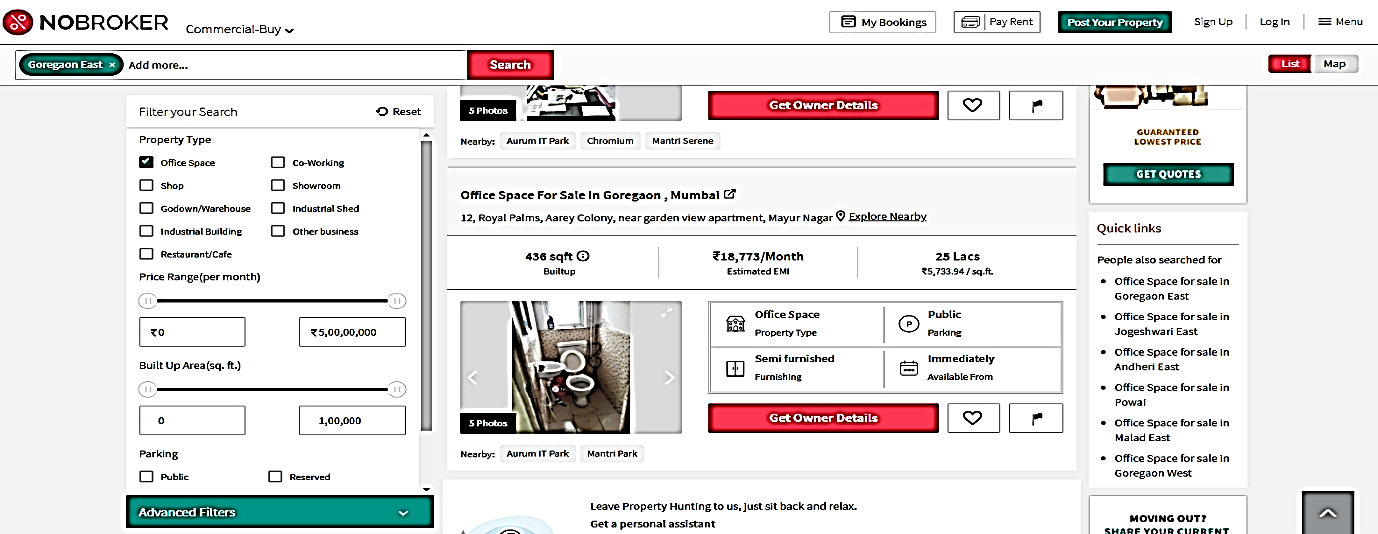 NOBROKER
Commercial-Buy
My Bookings
Pay Rent
Post Your Property
Sign Up
Log In
Menu
Goregaon East ×
Add more...
Search
List
Map
Filter your Search
Reset
Property Type
Office Space
Co-Working
Shop
Showroom
Godown/Warehouse
Industrial Shed
Industrial Building
Other business
Restaurant/Cafe
Price Range(per month)
₹0
₹5,00,00,000
Built Up Area(sq. ft.)
0
1,00,000
Parking
Public
Reserved
Advanced Filters
5 Photos
Get Owner Details
Nearby: Aurum IT Park Chromium Mantri Serene
Office Space For Sale In Goregaon , Mumbai
12, Royal Palms, Aarey Colony, near garden view apartment, Mayur Nagar Explore Nearby
436 sqft
Builtup
₹18,773/Month
Estimated EMI
25 Lacs
₹5,733.94 / sq.ft.
5 Photos
Office Space
Property Type
P
Public
Parking
Semi furnished
Furnishing
Immediately
Available From
Get Owner Details
Nearby: Aurum IT Park Mantri Park
Leave Property Hunting to us, just sit back and relax.
Get a personal assistant
GUARANTEED
LOWEST PRICE
GET QUOTES
Quick links
People also searched for
Office Space for sale in
Goregaon East
Office Space for sale in
Jogeshwari East
Office Space for sale in
Andheri East
Office Space for sale in
Powai
Office Space for sale in
Malad East
Office Space for sale in
Goregaon West
MOVING OUT?
SHARE YOUR CURRENT